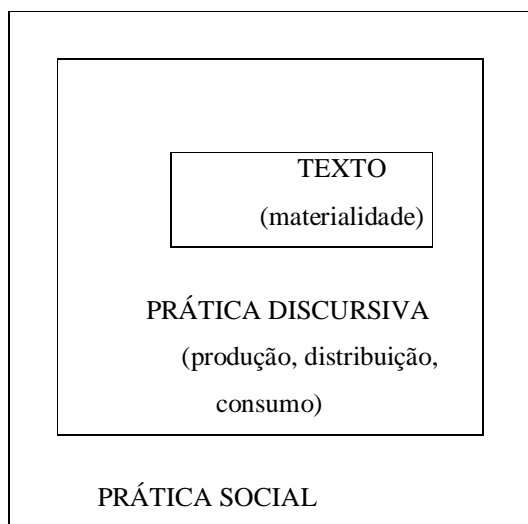 TEXTO
(materialidade)
PRÁTICA DISCURSIVA
(produção, distribuição,
consumo)
PRÁTICA SOCIAL